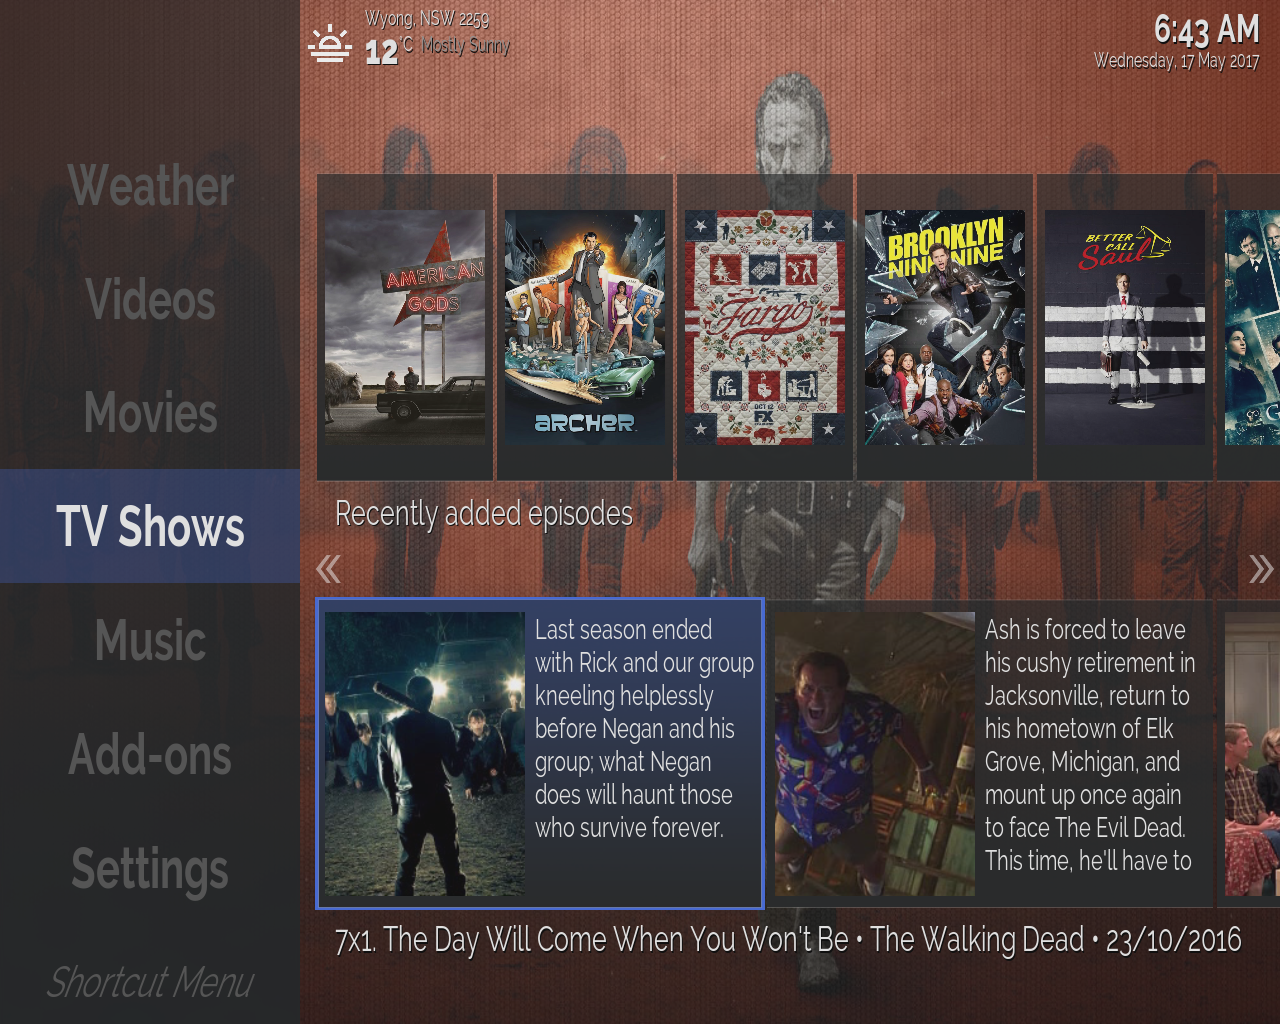 Wyong, NSW 2259
12°C Mostly Sunny
6:43 AM
Wednesday, 17 May 2017
Weather
Videos
Movies
TV Shows
Music
Add-ons
Settings
Shortcut Menu
AMERICAN
GODS
ARCHER
Fargo
OCT 12
FX
BROOKLYN
NINE-NINE
BETTER
CALL
Saul
Recently added episodes
«
»
Last season ended
with Rick and our group
kneeling helplessly
before Negan and his
group; what Negan
does will haunt those
who survive forever.
Ash is forced to leave
his cushy retirement in
Jacksonville, return to
his hometown of Elk
Grove, Michigan, and
mount up once again
to face The Evil Dead.
This time, he'll have to
7x1. The Day Will Come When You Won't Be • The Walking Dead • 23/10/2016